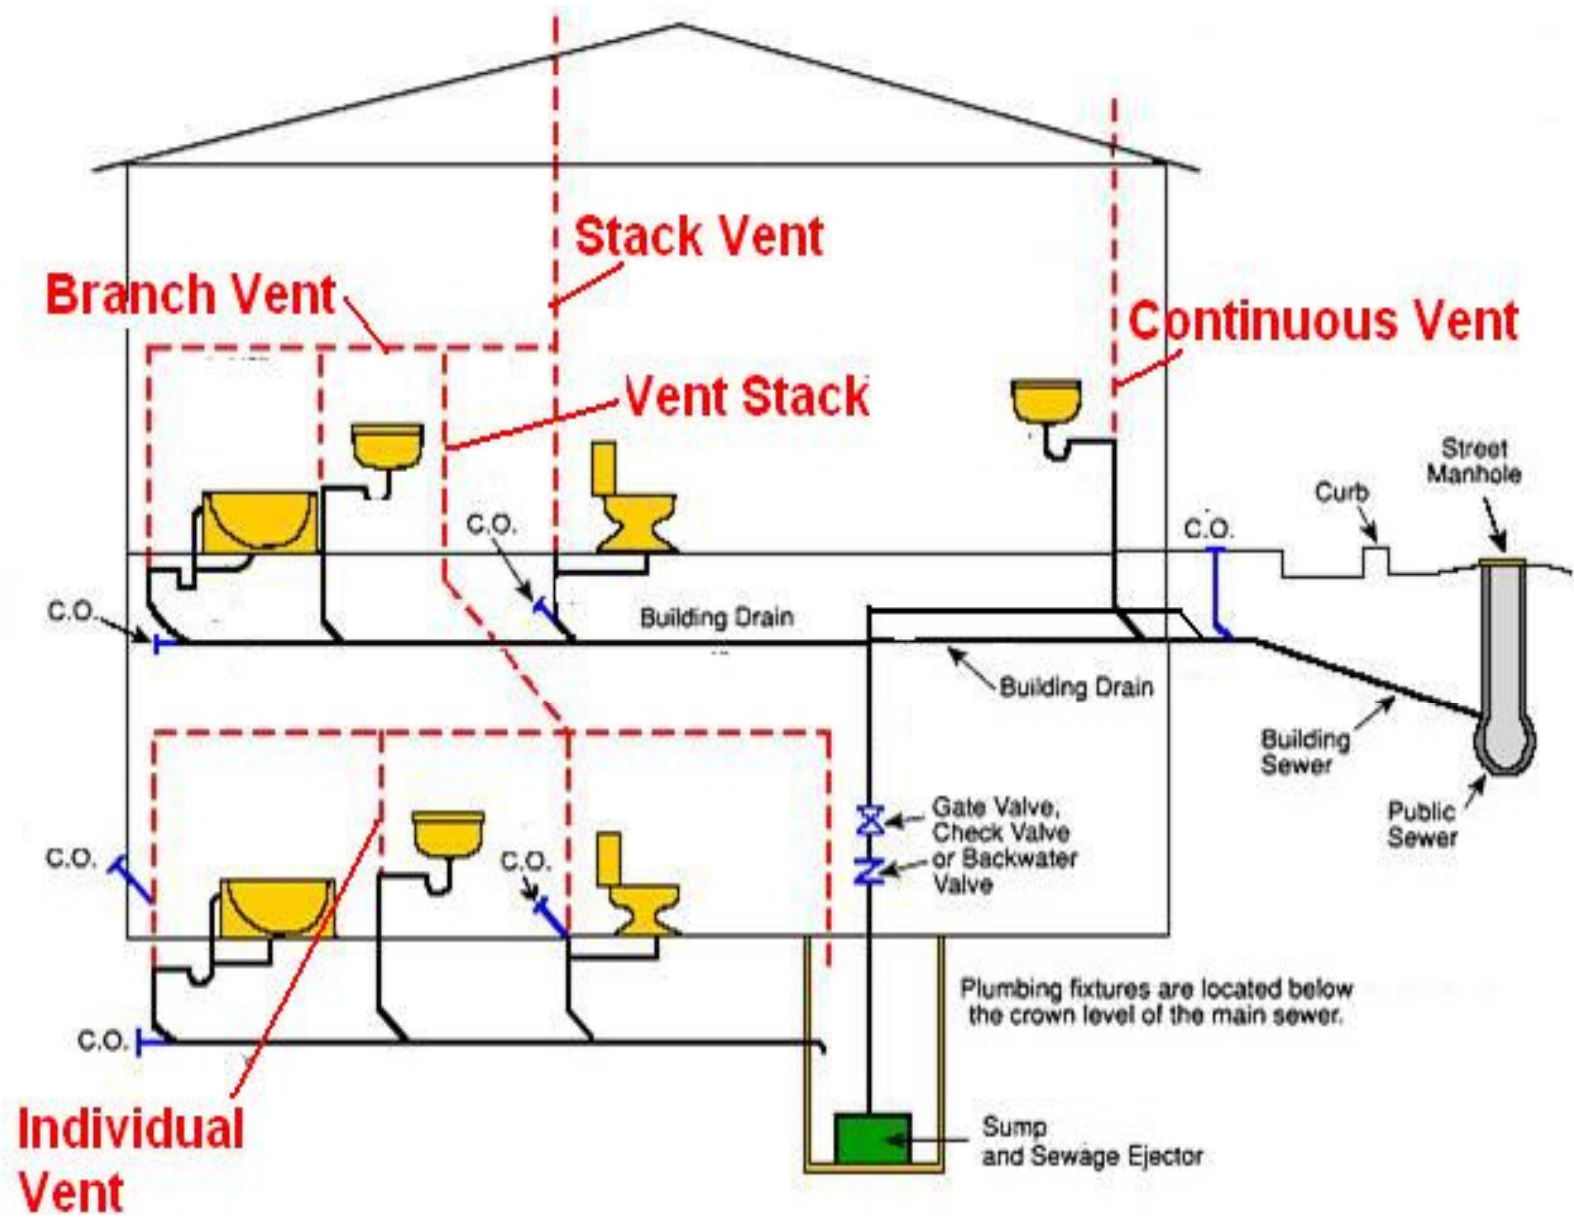 Stack Vent
Branch Vent
Continuous Vent
Vent Stack
Street
Manhole
Curb
C.O.
C.O.
C.O.
Building Drain
Building Drain
Building
Sewer
Public
Sewer
Gate Valve,
Check Valve
or Backwater
Valve
C.O.
C.O.
Plumbing fixtures are located below
the crown level of the main sewer.
C.O.
Individual
Vent
Sump
and Sewage Ejector